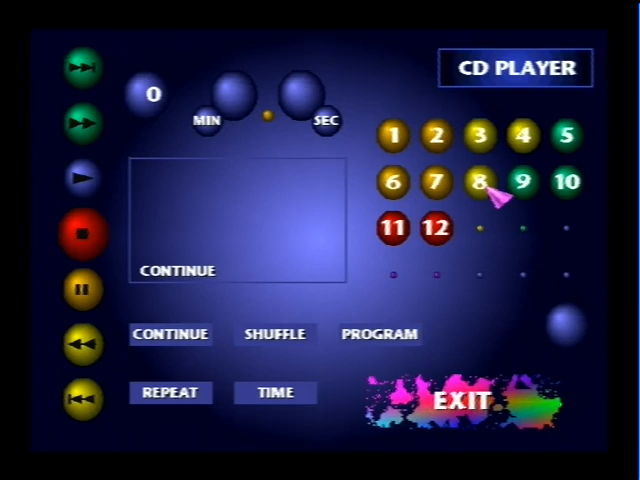 CD PLAYER
0
MIN SEC
1 2 3 4 5
6 7 8 9 10
11 12
CONTINUE
CONTINUE SHUFFLE PROGRAM
REPEAT TIME
EXIT